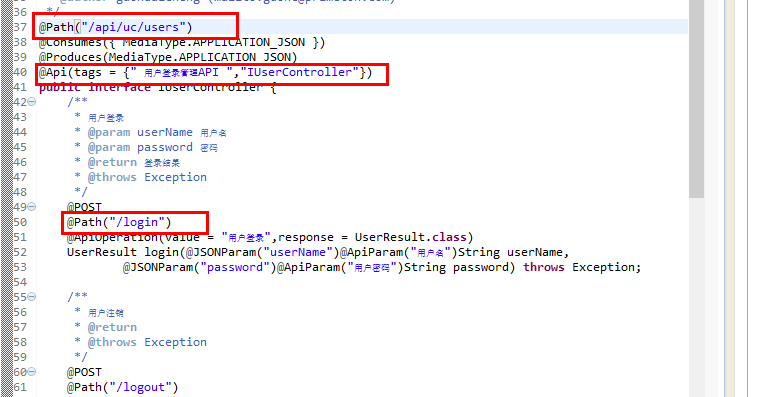 36 */
37 @Path("/api/uc/users")
38 @Consumes({ MediaType.APPLICATION_JSON })
39 @Produces(MediaType.APPLICATION_JSON)
40 @Api(tags = {" 用户登录管理API ","IUserController"})
41 public interface IUserController {
42 /**
43 * 用户登录
44 * @param userName 用户名
45 * @param password 密码
46 * @return 登录结果
47 * @throws Exception
48 */
49 @POST
50 @Path("/login")
51 @ApiOperation(value = "用户登录",response = UserResult.class)
52 UserResult login(@JSONParam("userName")@ApiParam("用户名")String userName,
53 @JSONParam("password")@ApiParam("用户密码")String password) throws Exception;
54
55 /**
56 * 用户注销
57 * @return
58 * @throws Exception
59 */
60 @POST
61 @Path("/logout")